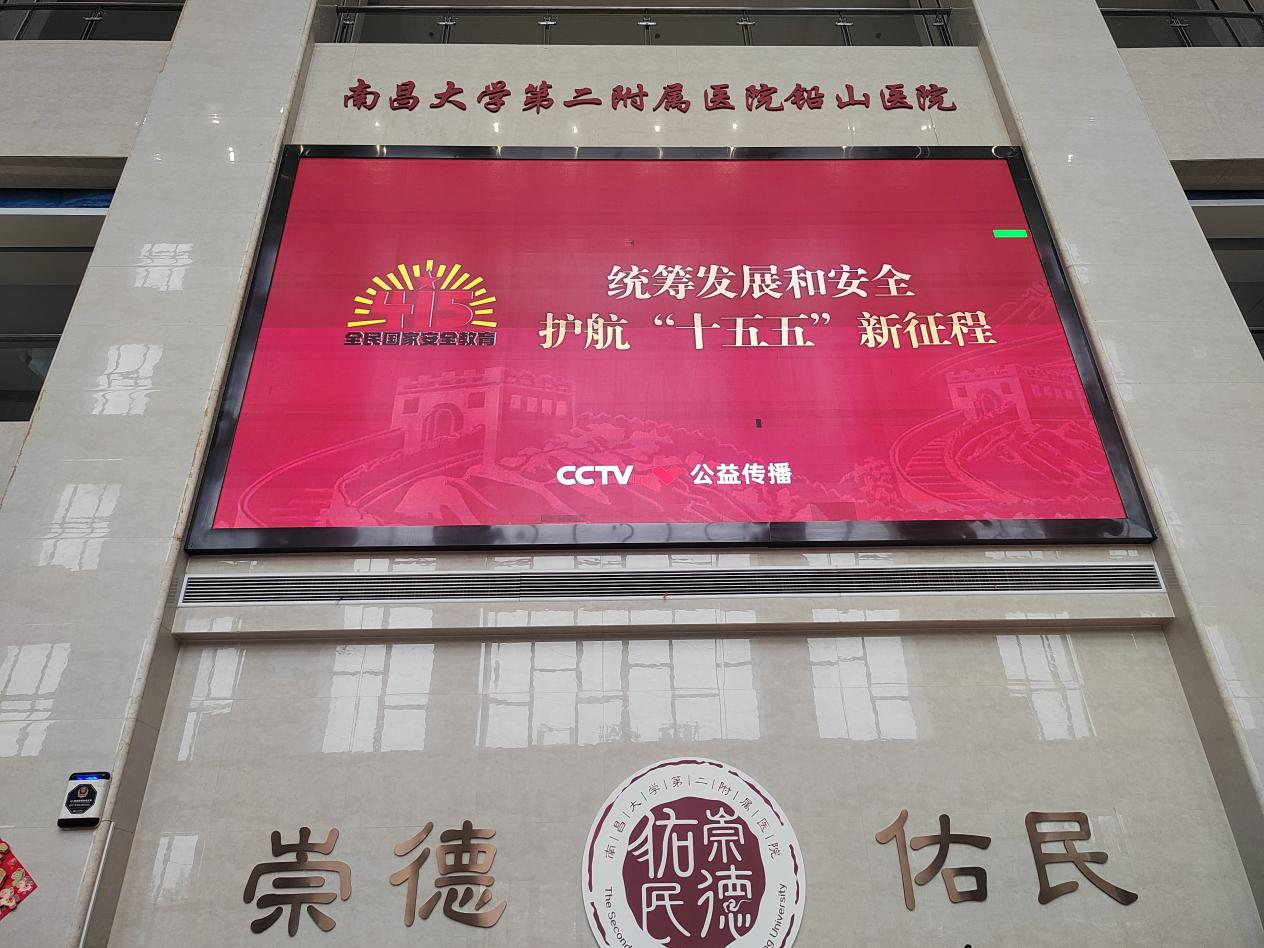 南昌大学第二附属医院铅山医院
统筹发展和安全
护航“十五五”新征程
415
全民国家安全教育
CCTV 公益传播
崇德
佑民
南昌大学第二附属医院
崇德
佑民
The Second
University